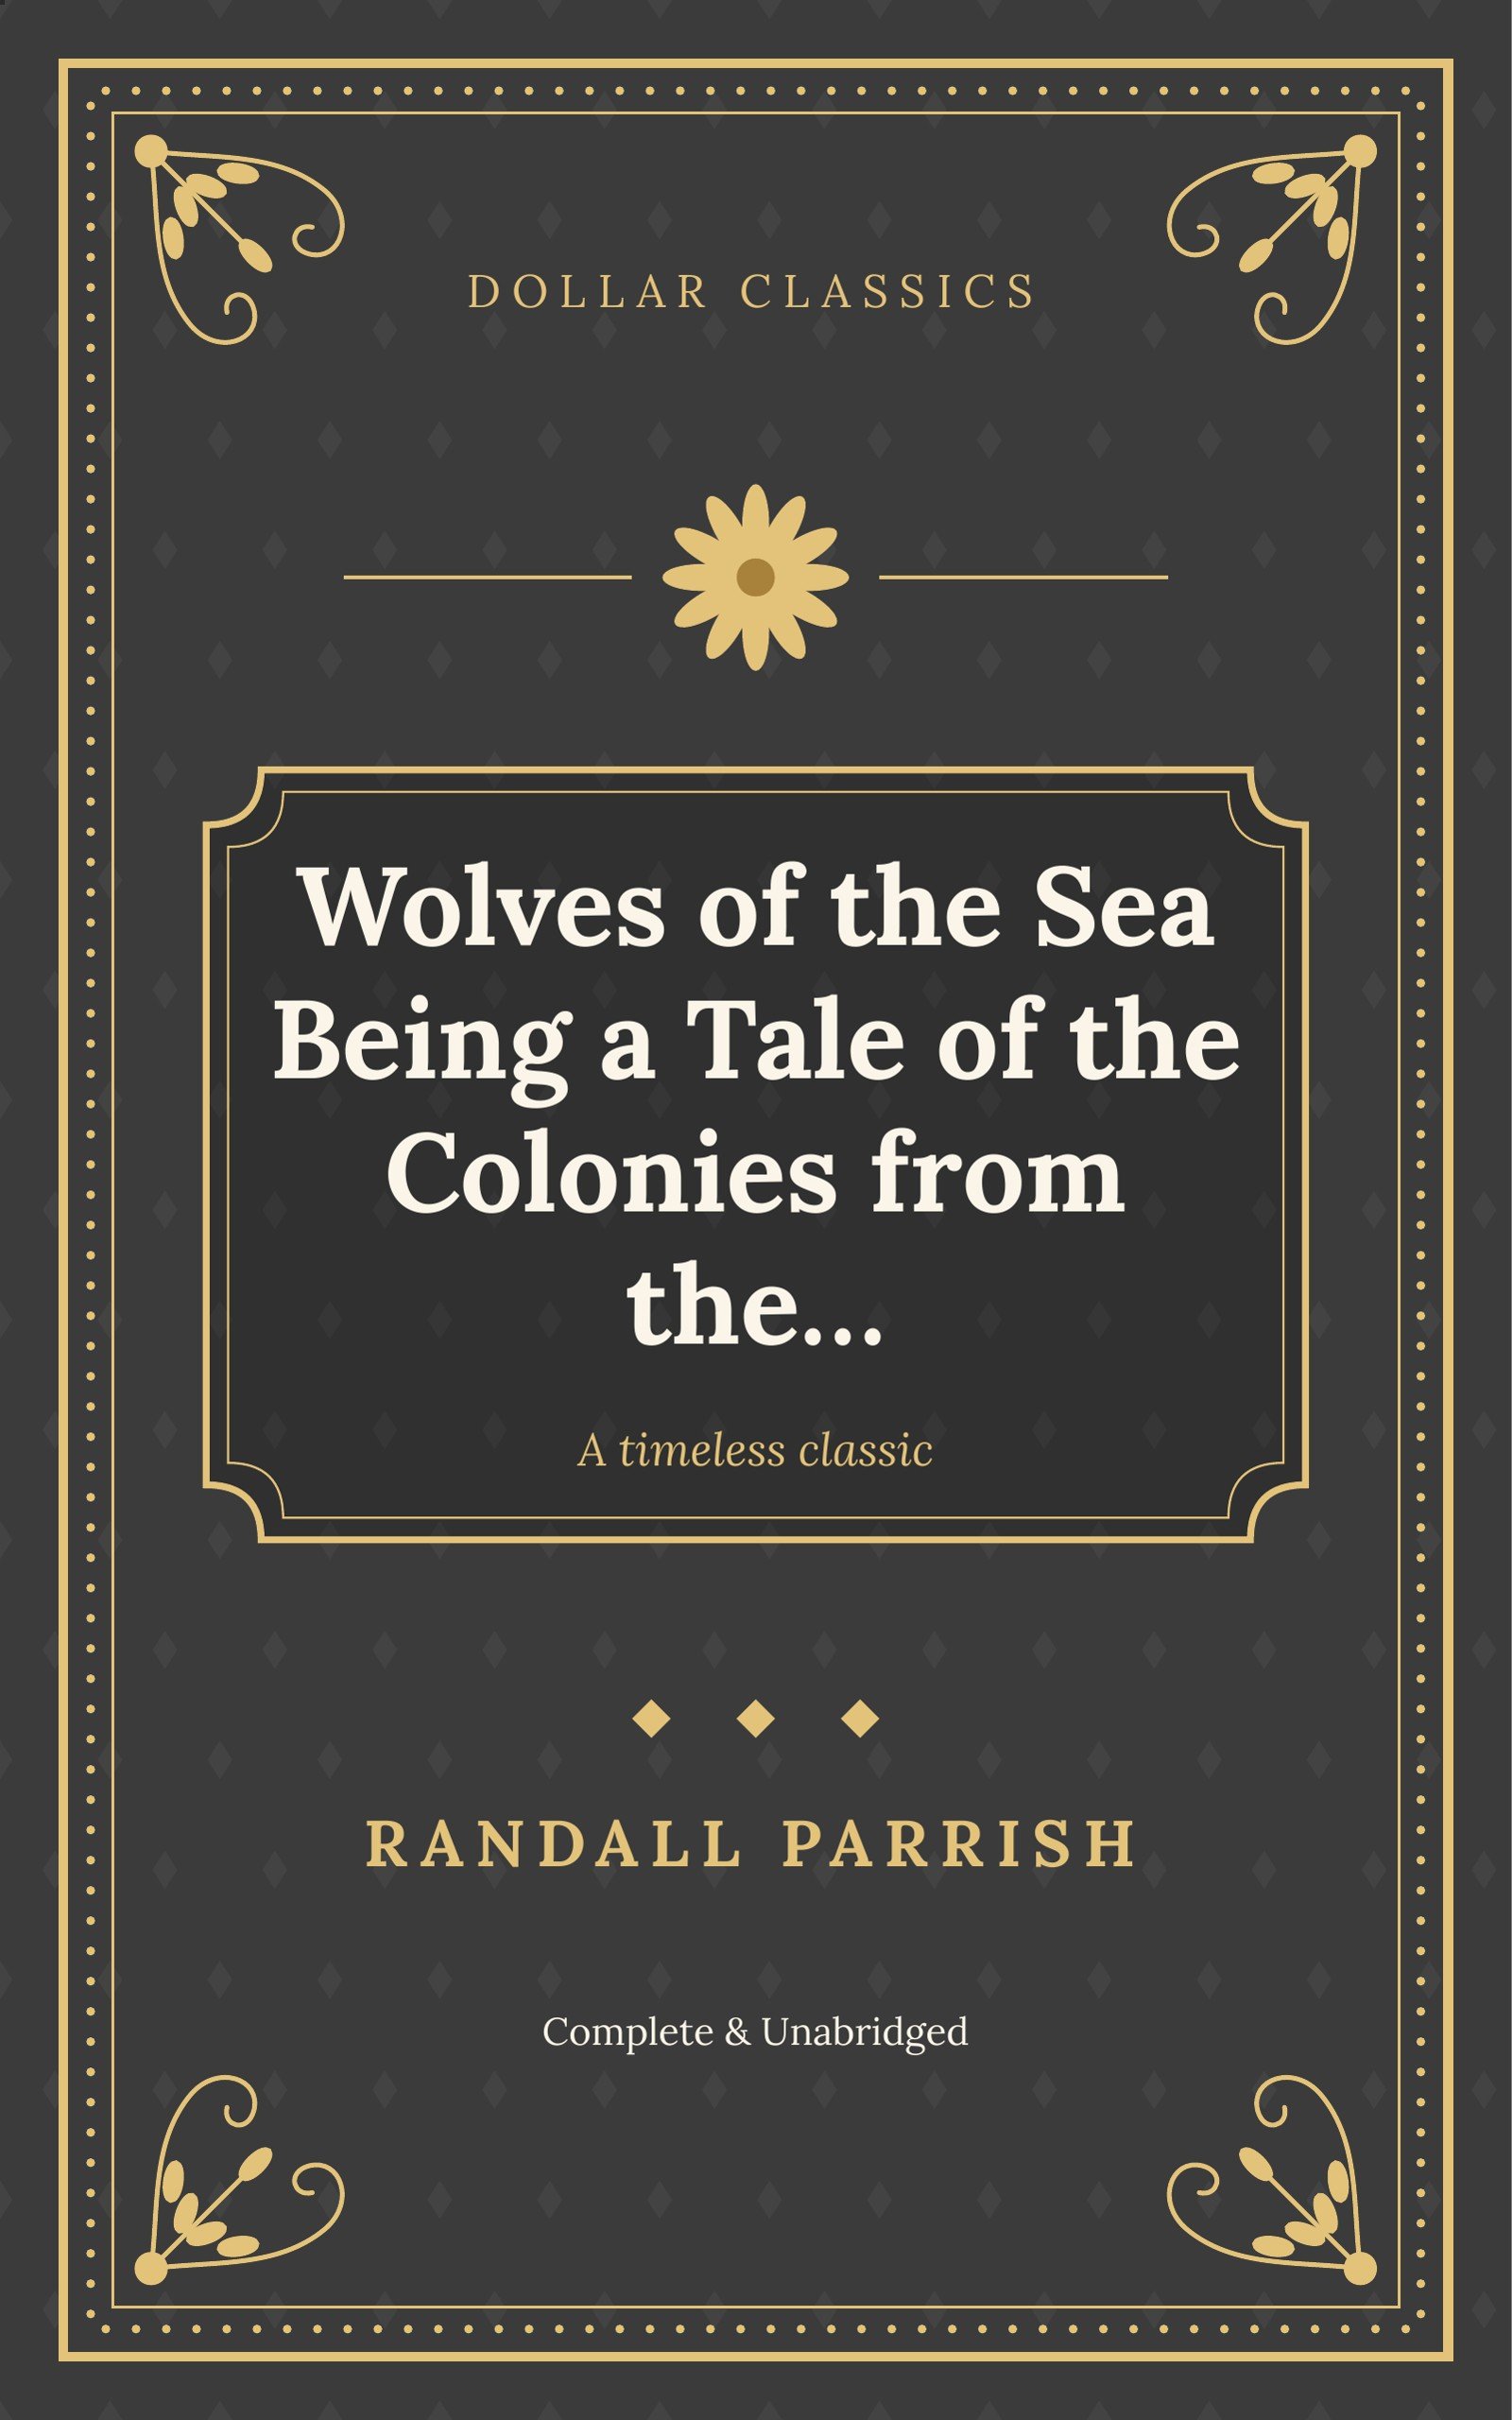 DOLLAR CLASSICS
Wolves of the Sea
Being a Tale of the
Colonies from
the...
A timeless classic
RANDALL PARRISH
Complete & Unabridged